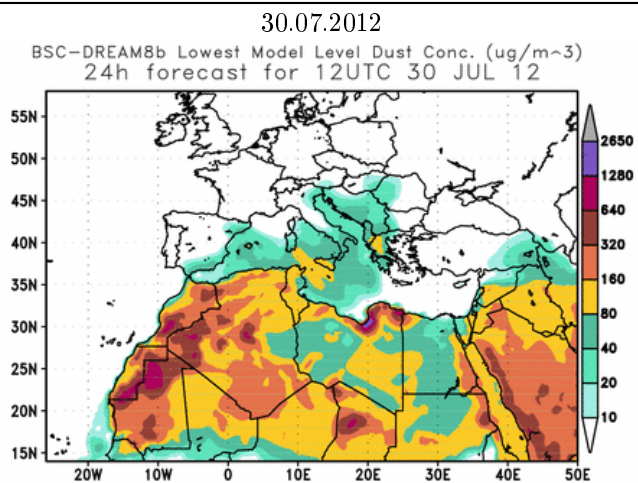 30.07.2012
BSC-DREAM8b Lowest Model Level Dust Conc. (ug/m^3)
24h forecast for 12UTC 30 JUL 12
55N
50N
45N
40N
35N
30N
25N
20N
15N
20W 10W 0 10E 20E 30E 40E 50E
2650
1280
640
320
160
80
40
20
10